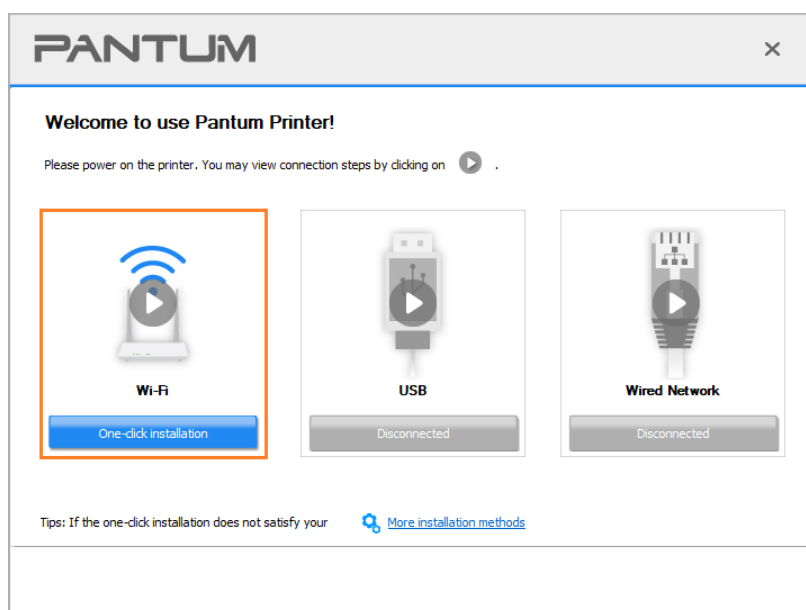 PANTUM
Welcome to use Pantum Printer!
Please power on the printer. You may view connection steps by clicking on .
Wi-Fi
One-click installation
USB
Disconnected
Wired Network
Disconnected
Tips: If the one-click installation does not satisfy your
More installation methods